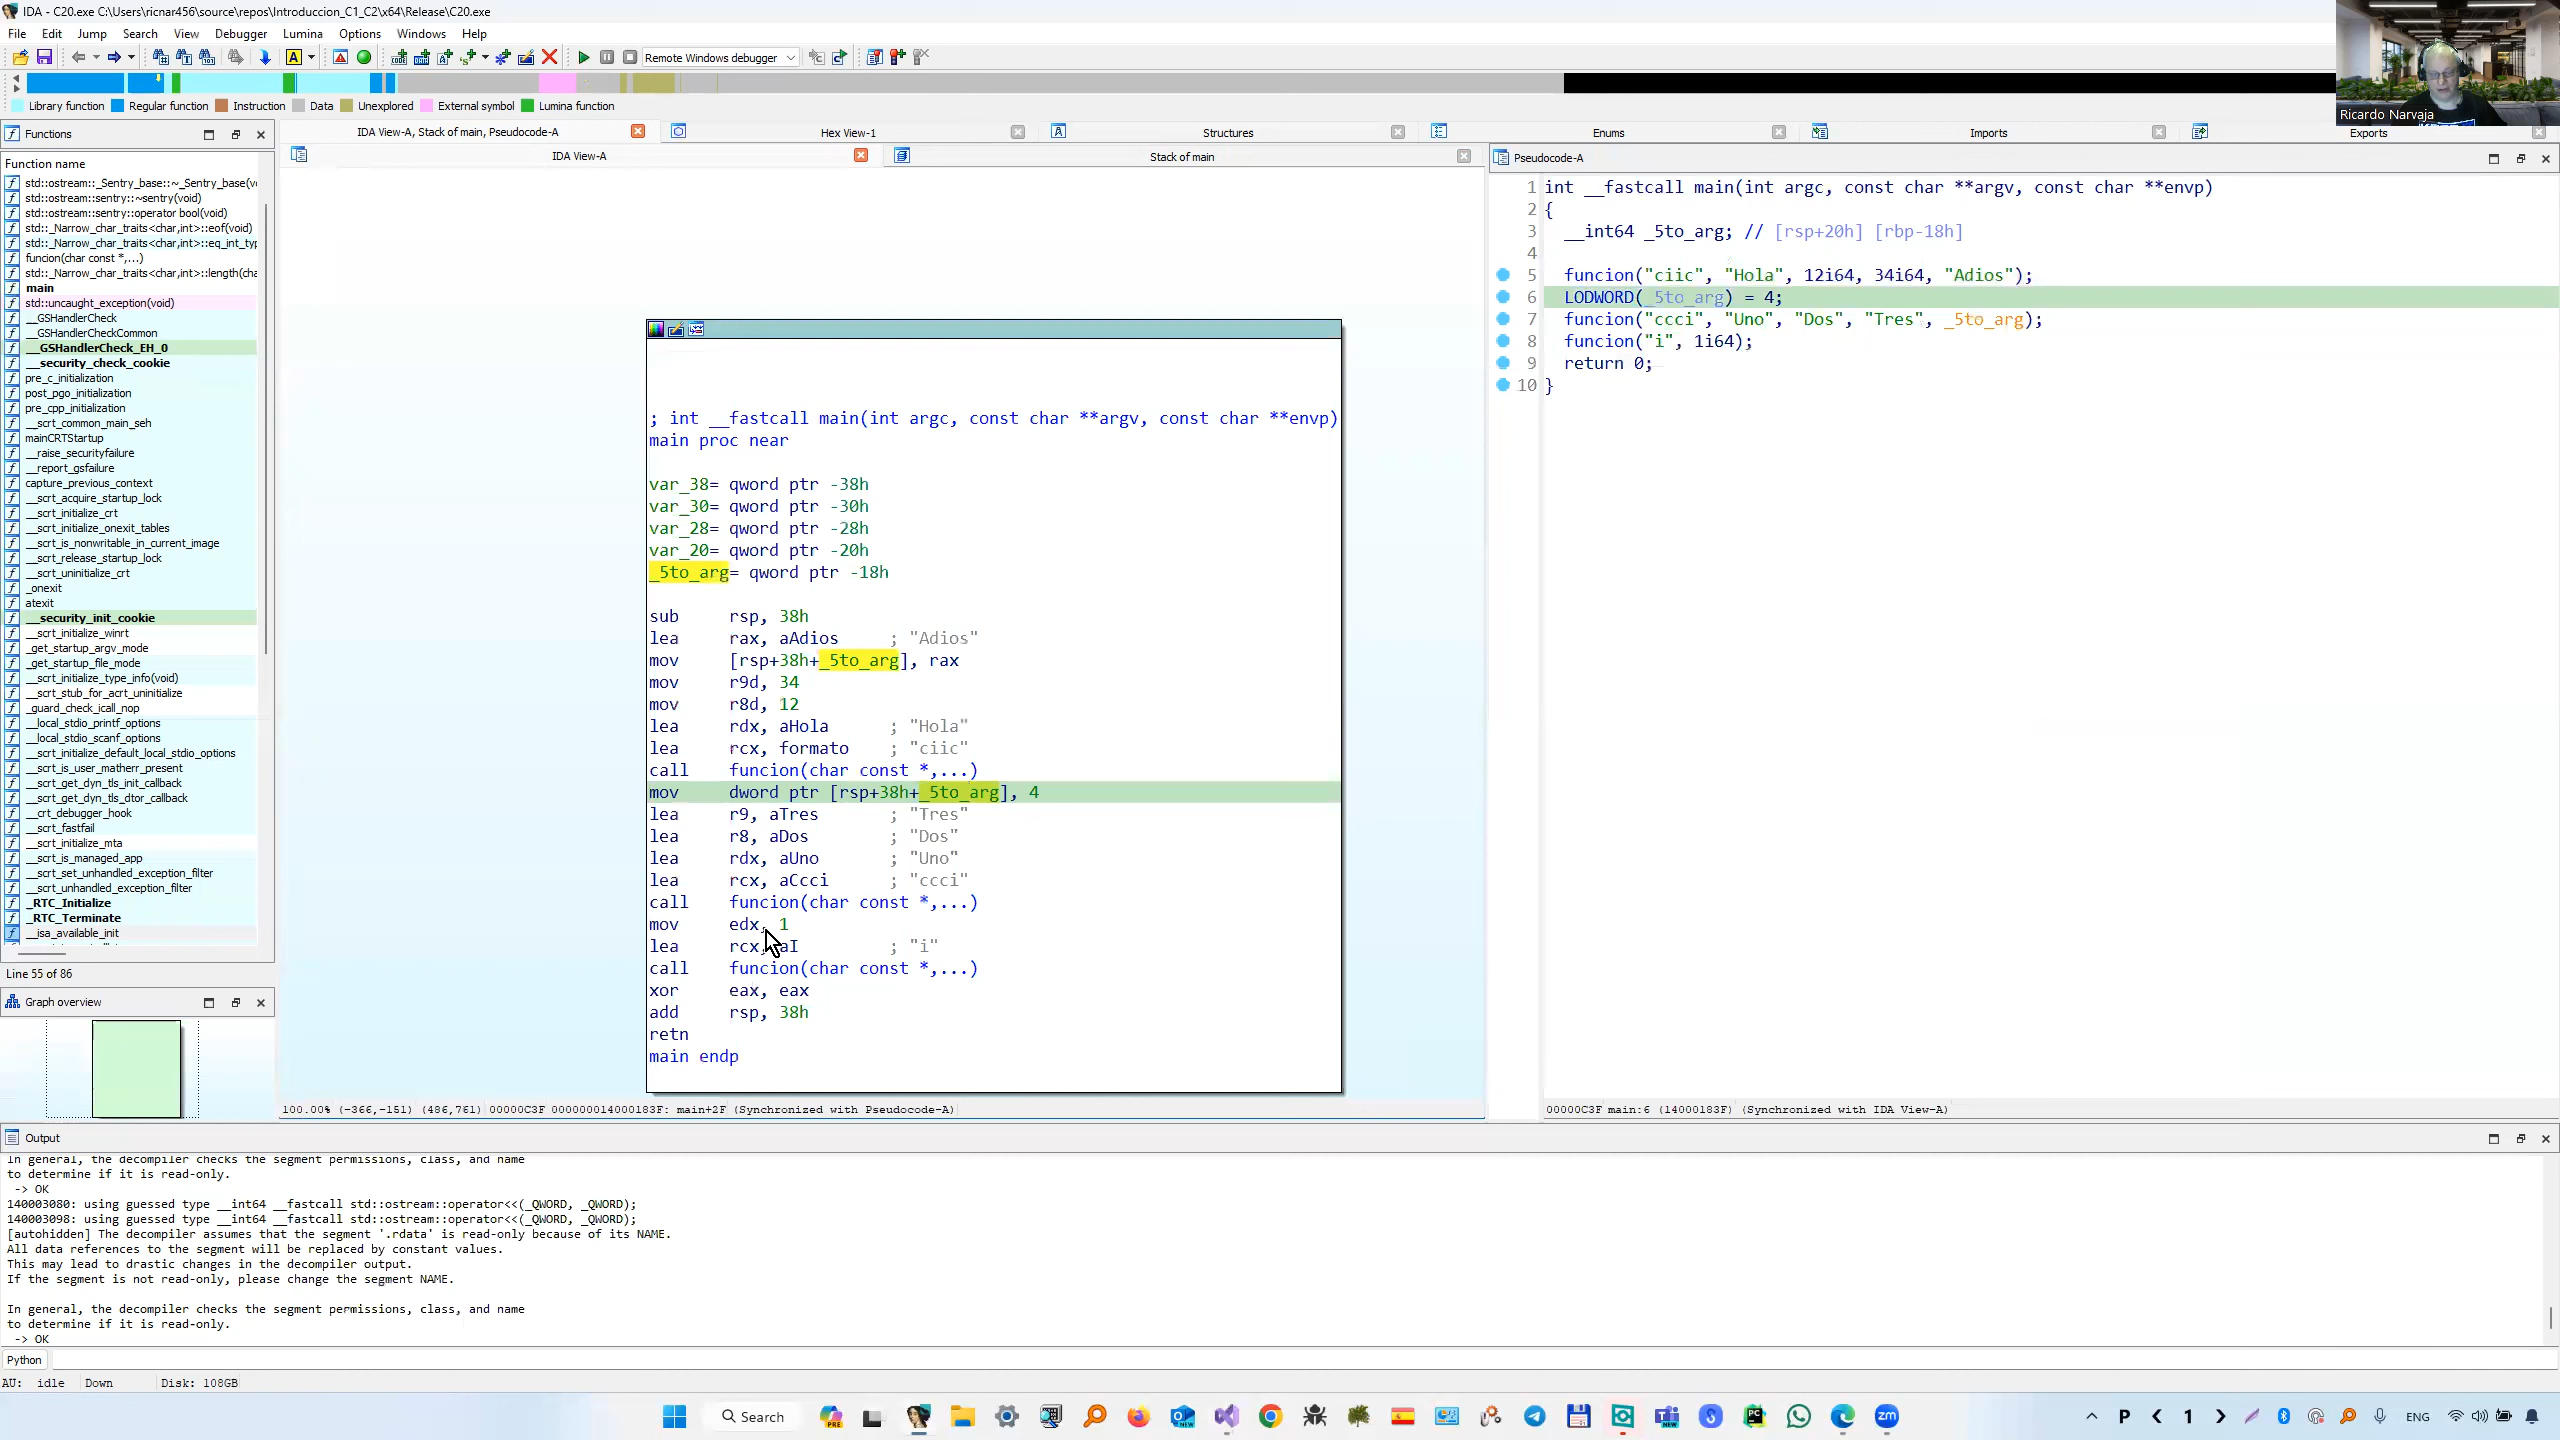 IDA - C20.exe C:\Users\ricnar456\source\repos\Introduccion_C1_C2\x64\Release\C20.exe
File Edit Jump Search View Debugger Lumina Options Windows Help
Remote Windows debugger
Library function Regular function Instruction Data Unexplored External symbol Lumina function
Ricardo Narvaja
Functions
IDA View-A, Stack of main, Pseudocode-A
Hex View-1
Structures
Enums
Imports
Exports
IDA View-A
Stack of main
Pseudocode-A
Function name
std::ostream::_Sentry_base::~_Sentry_base(v
std::ostream::sentry::~sentry(void)
std::ostream::sentry::operator bool(void)
std::_Narrow_char_traits<char,int>::eof(void)
std::_Narrow_char_traits<char,int>::eq_int_typ
funcion(char const *,...)
std::_Narrow_char_traits<char,int>::length(cha
main
std::uncaught_exception(void)
__GSHandlerCheck
__GSHandlerCheckCommon
__GSHandlerCheck_EH_0
__security_check_cookie
pre_c_initialization
post_pgo_initialization
pre_cpp_initialization
__scrt_common_main_seh
mainCRTStartup
__raise_securityfailure
__report_gsfailure
capture_previous_context
__scrt_acquire_startup_lock
__scrt_initialize_crt
__scrt_initialize_onexit_tables
__scrt_is_nonwritable_in_current_image
__scrt_release_startup_lock
__scrt_uninitialize_crt
_onexit
atexit
__security_init_cookie
__scrt_initialize_winrt
_get_startup_argv_mode
_get_startup_file_mode
__scrt_initialize_type_info(void)
__scrt_stub_for_acrt_uninitialize
_guard_check_icall_nop
__local_stdio_printf_options
__local_stdio_scanf_options
__scrt_initialize_default_local_stdio_options
__scrt_is_user_matherr_present
__scrt_get_dyn_tls_init_callback
__scrt_get_dyn_tls_dtor_callback
__crt_debugger_hook
__scrt_fastfail
__scrt_initialize_mta
__scrt_is_managed_app
__scrt_set_unhandled_exception_filter
__scrt_unhandled_exception_filter
_RTC_Initialize
_RTC_Terminate
__isa_available_init
Line 55 of 86
Graph overview
; int __fastcall main(int argc, const char **argv, const char **envp)
main proc near
var_38= qword ptr -38h
var_30= qword ptr -30h
var_28= qword ptr -28h
var_20= qword ptr -20h
_5to_arg= qword ptr -18h
sub rsp, 38h
lea rax, aAdios ; "Adios"
mov [rsp+38h+_5to_arg], rax
mov r9d, 34
mov r8d, 12
lea rdx, aHola ; "Hola"
lea rcx, formato ; "ciic"
call funcion(char const *,...)
mov dword ptr [rsp+38h+_5to_arg], 4
lea r9, aTres ; "Tres"
lea r8, aDos ; "Dos"
lea rdx, aUno ; "Uno"
lea rcx, aCcci ; "ccci"
call funcion(char const *,...)
mov edx, 1
lea rcx, aI ; "i"
call funcion(char const *,...)
xor eax, eax
add rsp, 38h
retn
main endp
100.00% (-366,-151) (486,761) 00000C3F 000000014000183F: main+2F (Synchronized with Pseudocode-A)
1 int __fastcall main(int argc, const char **argv, const char **envp)
2 {
3 __int64 _5to_arg; // [rsp+20h] [rbp-18h]
4
5 funcion("ciic", "Hola", 12i64, 34i64, "Adios");
6 LODWORD(_5to_arg) = 4;
7 funcion("ccci", "Uno", "Dos", "Tres", _5to_arg);
8 funcion("i", 1i64);
9 return 0;
10 }
00000C3F main:6 (14000183F) (Synchronized with IDA View-A)
Output
In general, the decompiler checks the segment permissions, class, and name
to determine if it is read-only.
-> OK
140003080: using guessed type __int64 __fastcall std::ostream::operator<<(_QWORD, _QWORD);
140003098: using guessed type __int64 __fastcall std::ostream::operator<<(_QWORD, _QWORD);
[autohidden] The decompiler assumes that the segment '.rdata' is read-only because of its NAME.
All data references to the segment will be replaced by constant values.
This may lead to drastic changes in the decompiler output.
If the segment is not read-only, please change the segment NAME.
In general, the decompiler checks the segment permissions, class, and name
to determine if it is read-only.
-> OK
Python
AU: idle Down Disk: 108GB
Search
PRE
NEW
zm
P
1
ENG